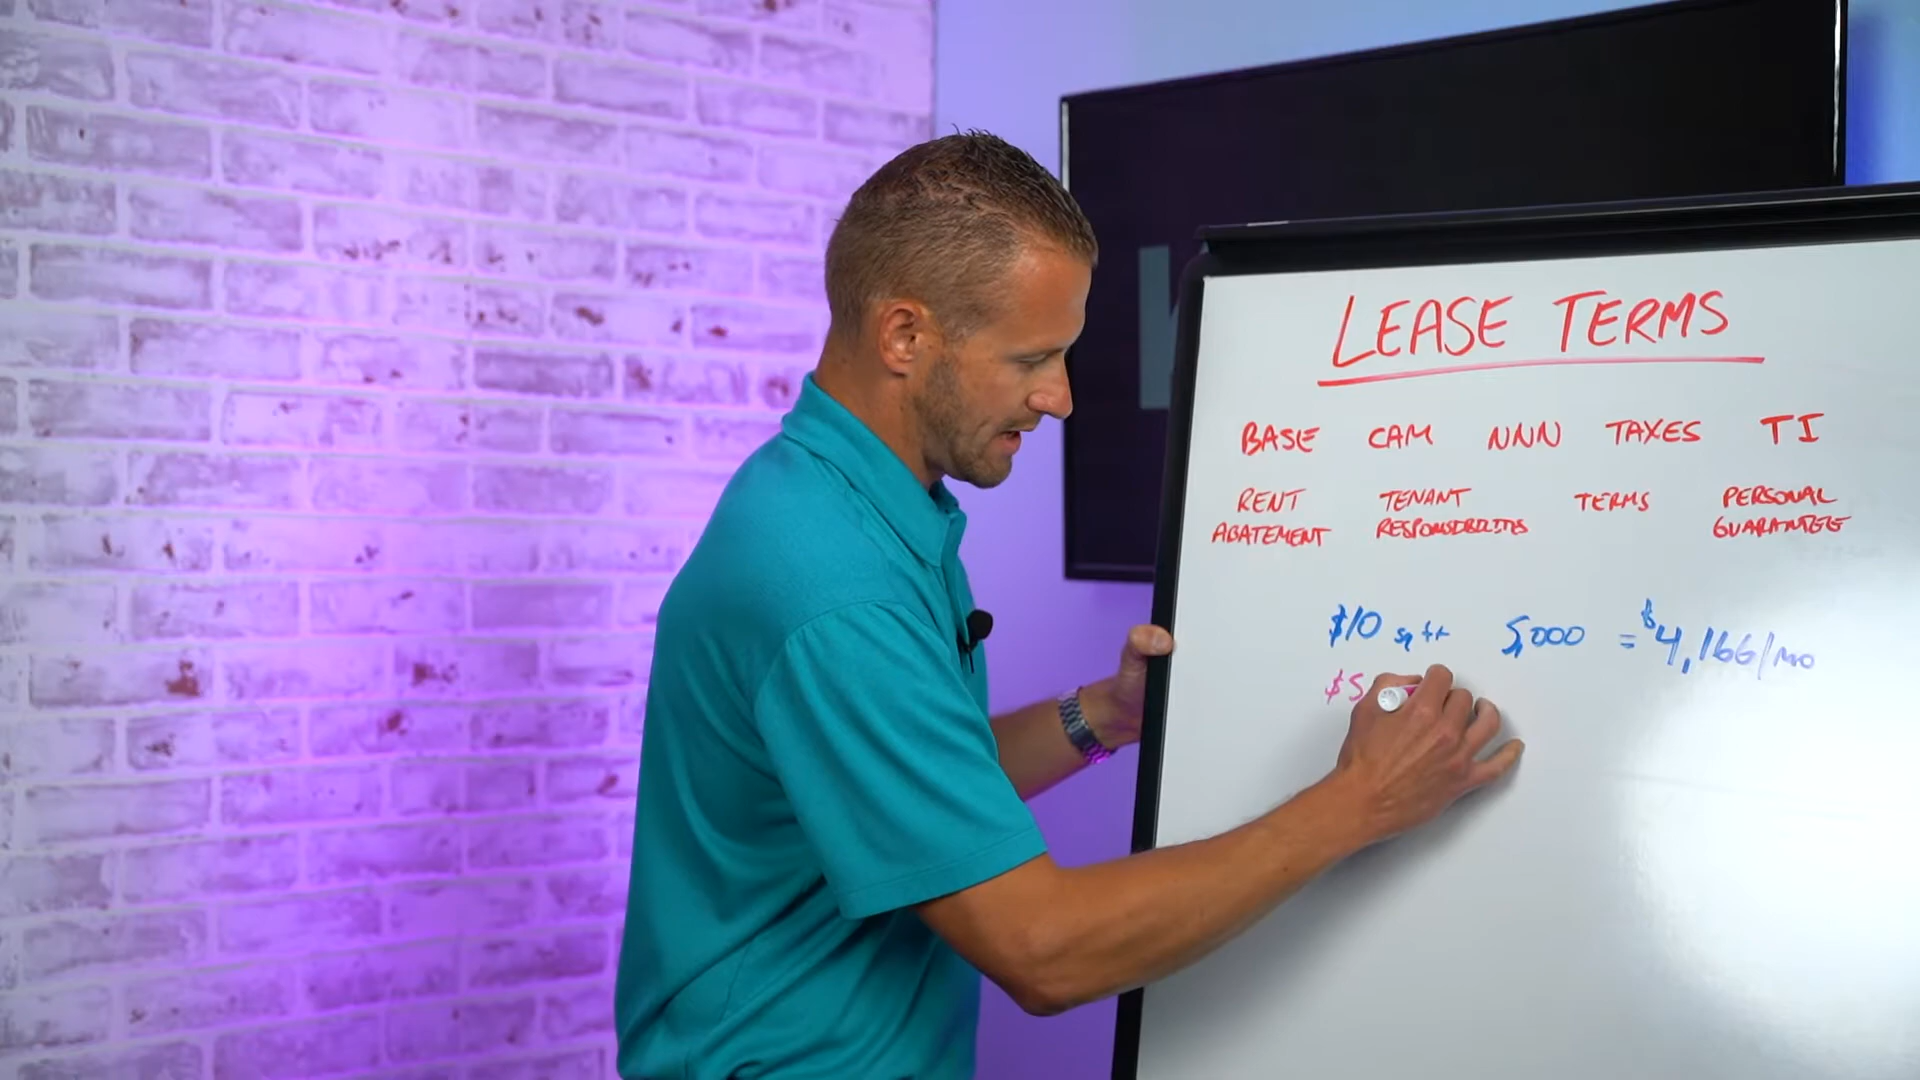 LEASE TERMS
BASE CAM NNN TAXES TI
RENT ABATEMENT
TENANT RESPONSIBILITIES
TERMS
PERSONAL GUARANTEE
$10 sq ft 5,000 = $4,166/mo
$5